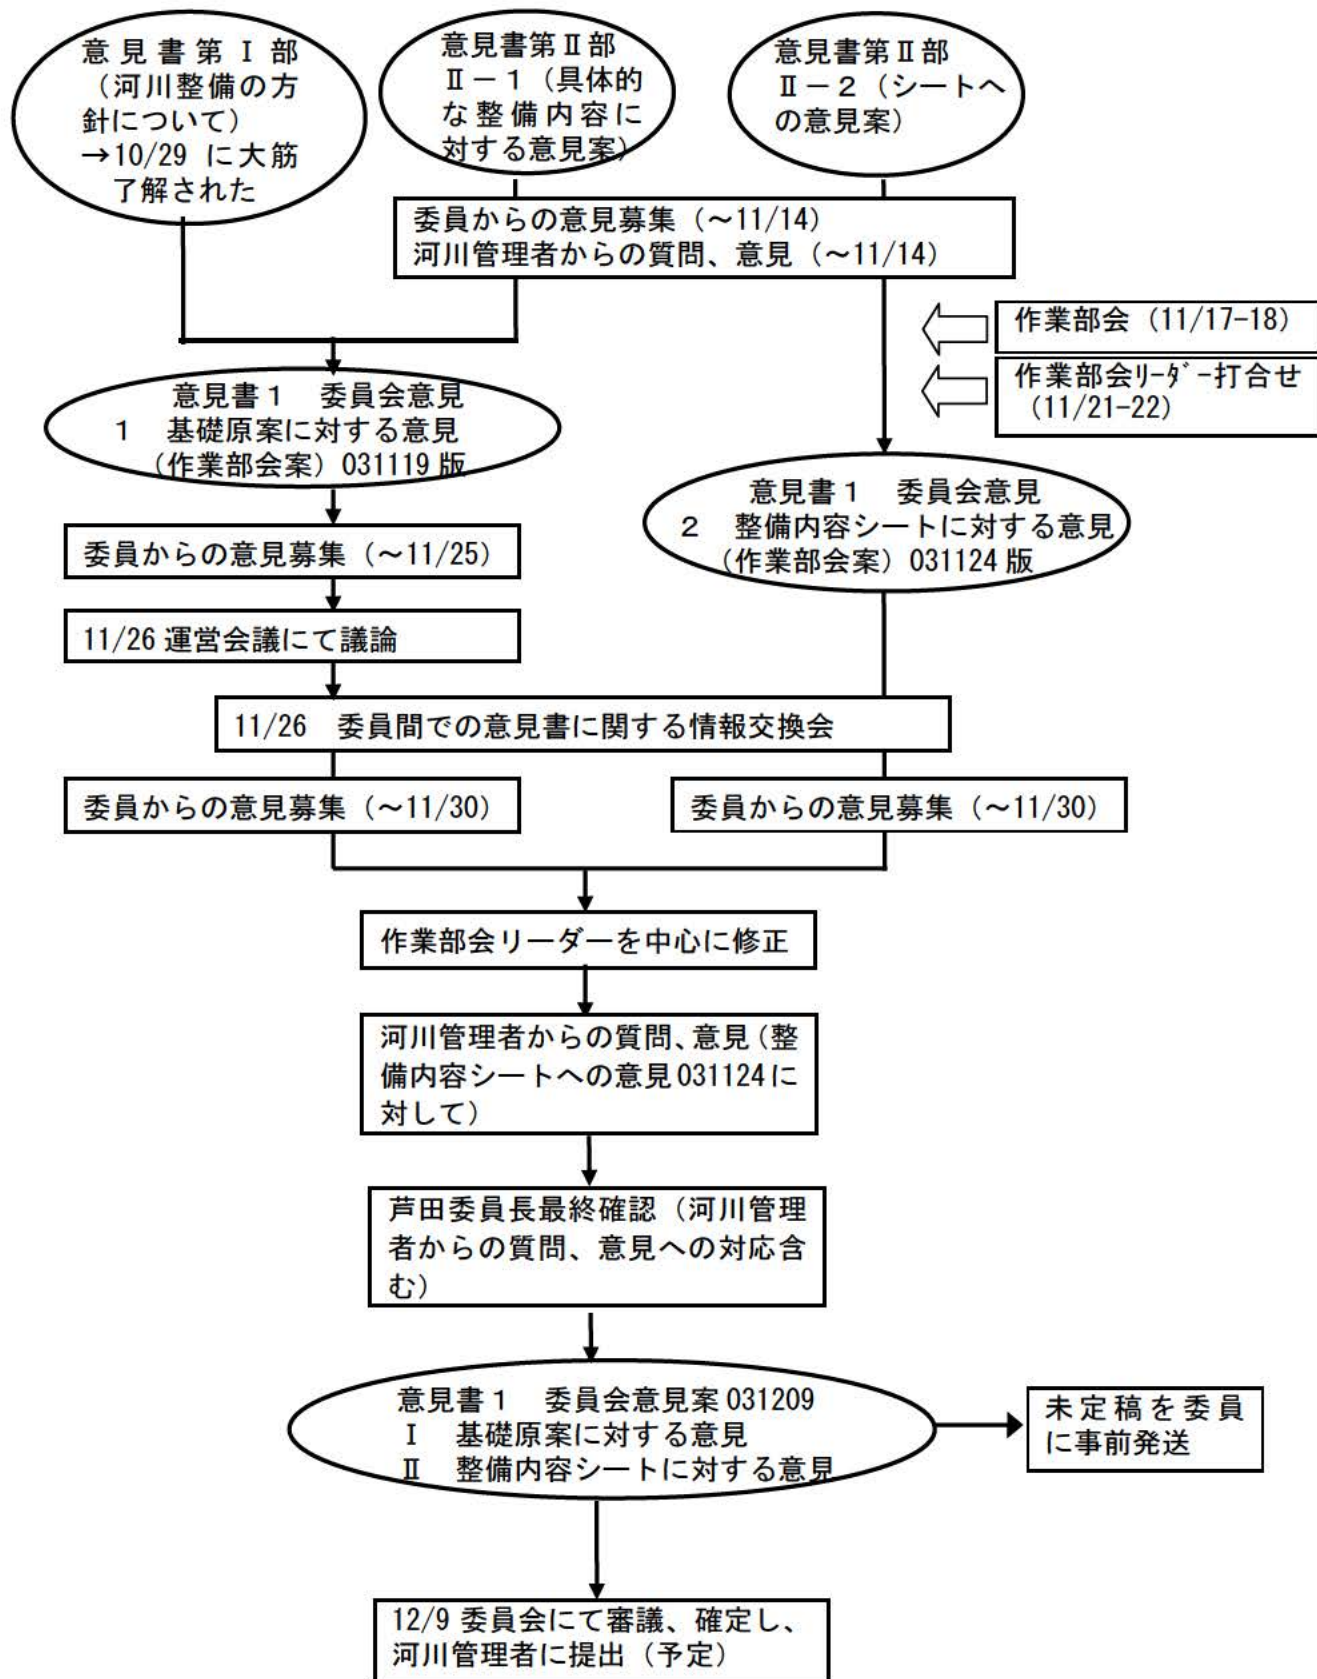 意見書第Ⅰ部
（河川整備の方
針について）
→10/29 に大筋
了解された
意見書第Ⅱ部
Ⅱ－１（具体的
な整備内容に
対する意見案）
意見書第Ⅱ部
Ⅱ－２（シートへ
の意見案）
委員からの意見募集（～11/14）
河川管理者からの質問、意見（～11/14）
作業部会（11/17-18）
作業部会ﾘｰﾀﾞｰ打合せ
（11/21-22）
意見書１　委員会意見
１　基礎原案に対する意見
（作業部会案）031119 版
意見書１　委員会意見
２　整備内容シートに対する意見
（作業部会案）031124 版
委員からの意見募集（～11/25）
11/26 運営会議にて議論
11/26　委員間での意見書に関する情報交換会
委員からの意見募集（～11/30）
委員からの意見募集（～11/30）
作業部会リーダーを中心に修正
河川管理者からの質問、意見（整
備内容シートへの意見 031124 に
対して）
芦田委員長最終確認（河川管理
者からの質問、意見への対応含
む）
意見書１　委員会意見案 031209
Ⅰ　基礎原案に対する意見
Ⅱ　整備内容シートに対する意見
未定稿を委員
に事前発送
12/9 委員会にて審議、確定し、
河川管理者に提出（予定）